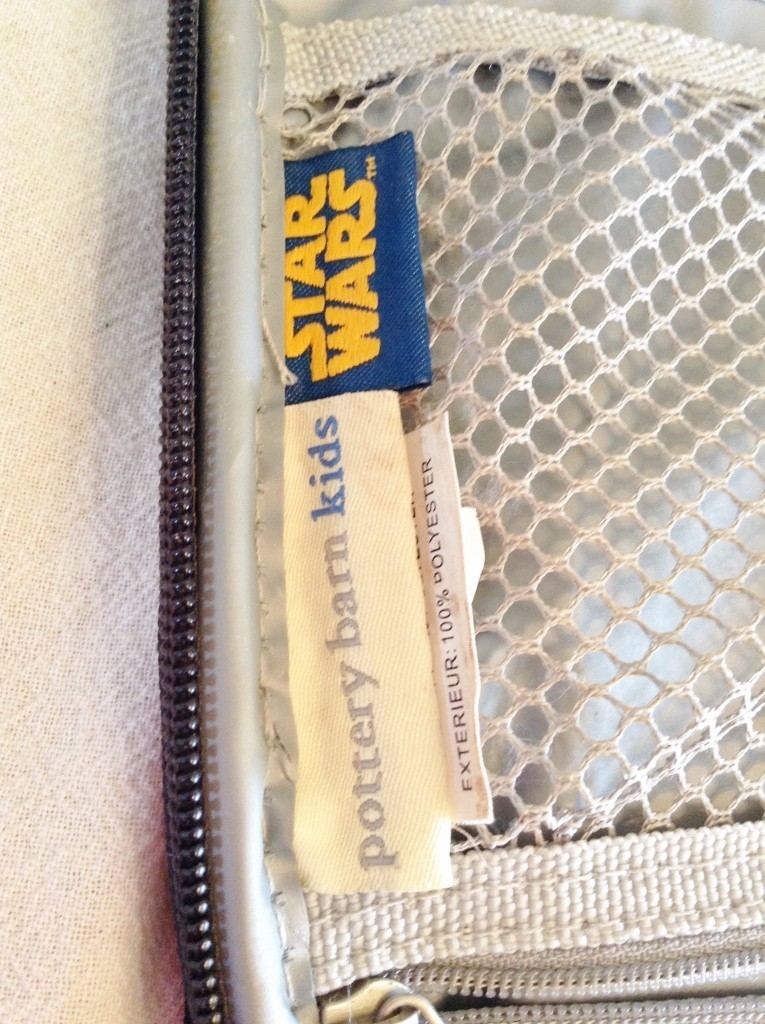 STAR
WARS™
pottery barn kids
EXTERIEUR: 100% POLYESTER